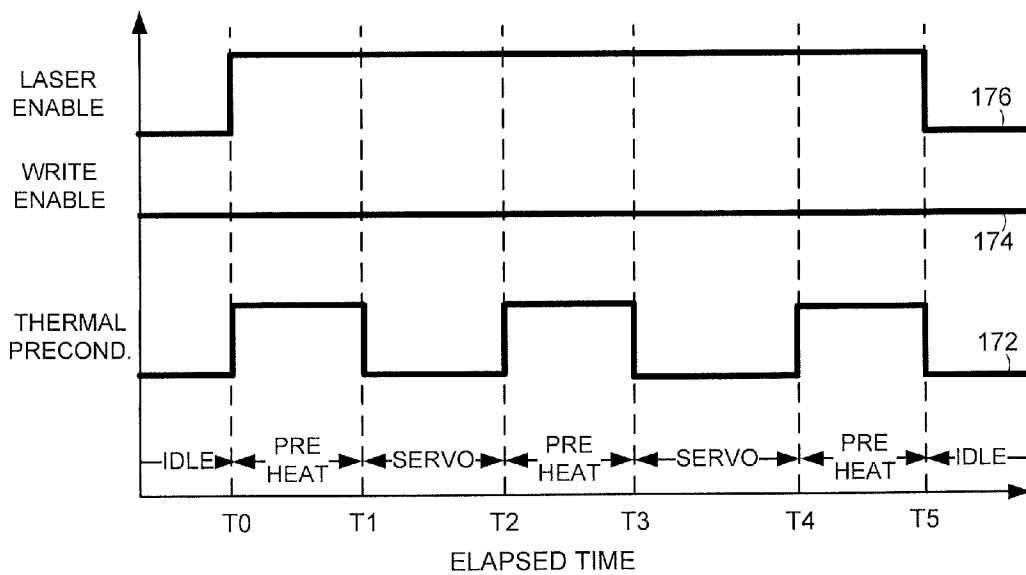 LASER
ENABLE
176
WRITE
ENABLE
174
THERMAL
PRECOND.
172
IDLE
PRE
HEAT
SERVO
PRE
HEAT
SERVO
PRE
HEAT
IDLE
T0 T1 T2 T3 T4 T5
ELAPSED TIME